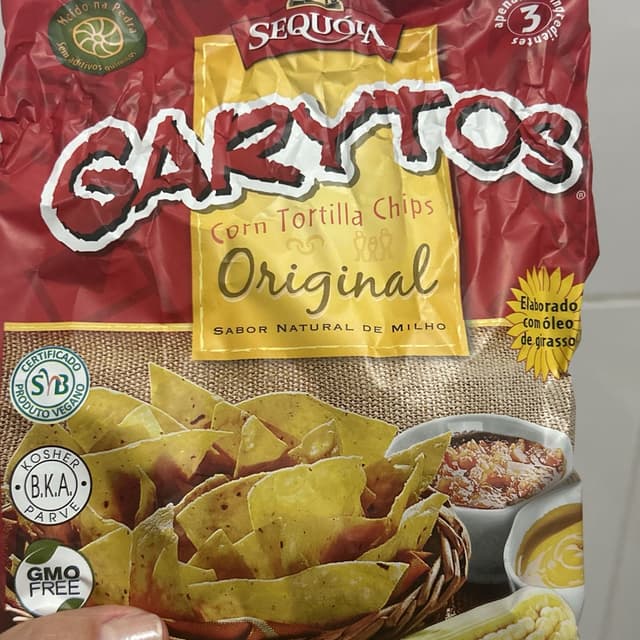 Moído na Pedra
SEQUÓIA
apenas 3 ingredientes
GARYTOS
®
Corn Tortilla Chips
Original
SABOR NATURAL DE MILHO
Elaborado
com óleo
de girassol
CERTIFICADO
SVB
PRODUTO VEGANO
KOSHER
B.K.A.
PARVE
GMO
FREE